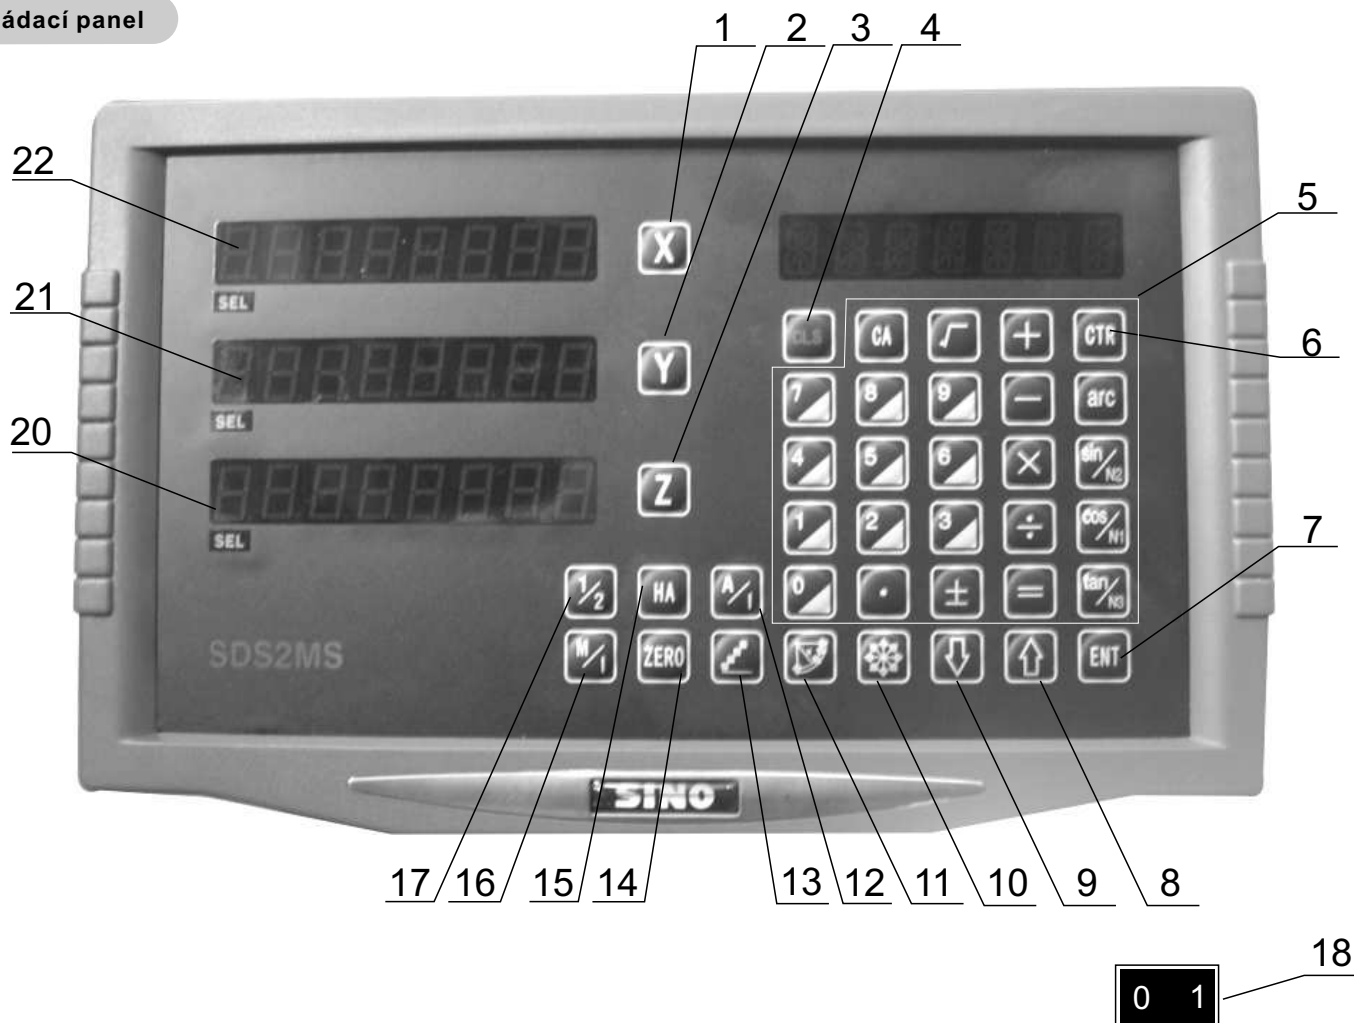 ádací panel
1 2 3 4
22
5
X
SEL
21
CLS CA √ + CTR
6
Y
7 8 9 − arc
SEL
20
4 5 6 × sin/N2
Z
1 2 3 ÷ cos/N1
7
SEL
1/2 HA A/I 0 . ± = tan/N3
SDS2MS
M/I ZERO ENT
SINO
17 16 15 14 13 12 11 10 9 8
18
0 1